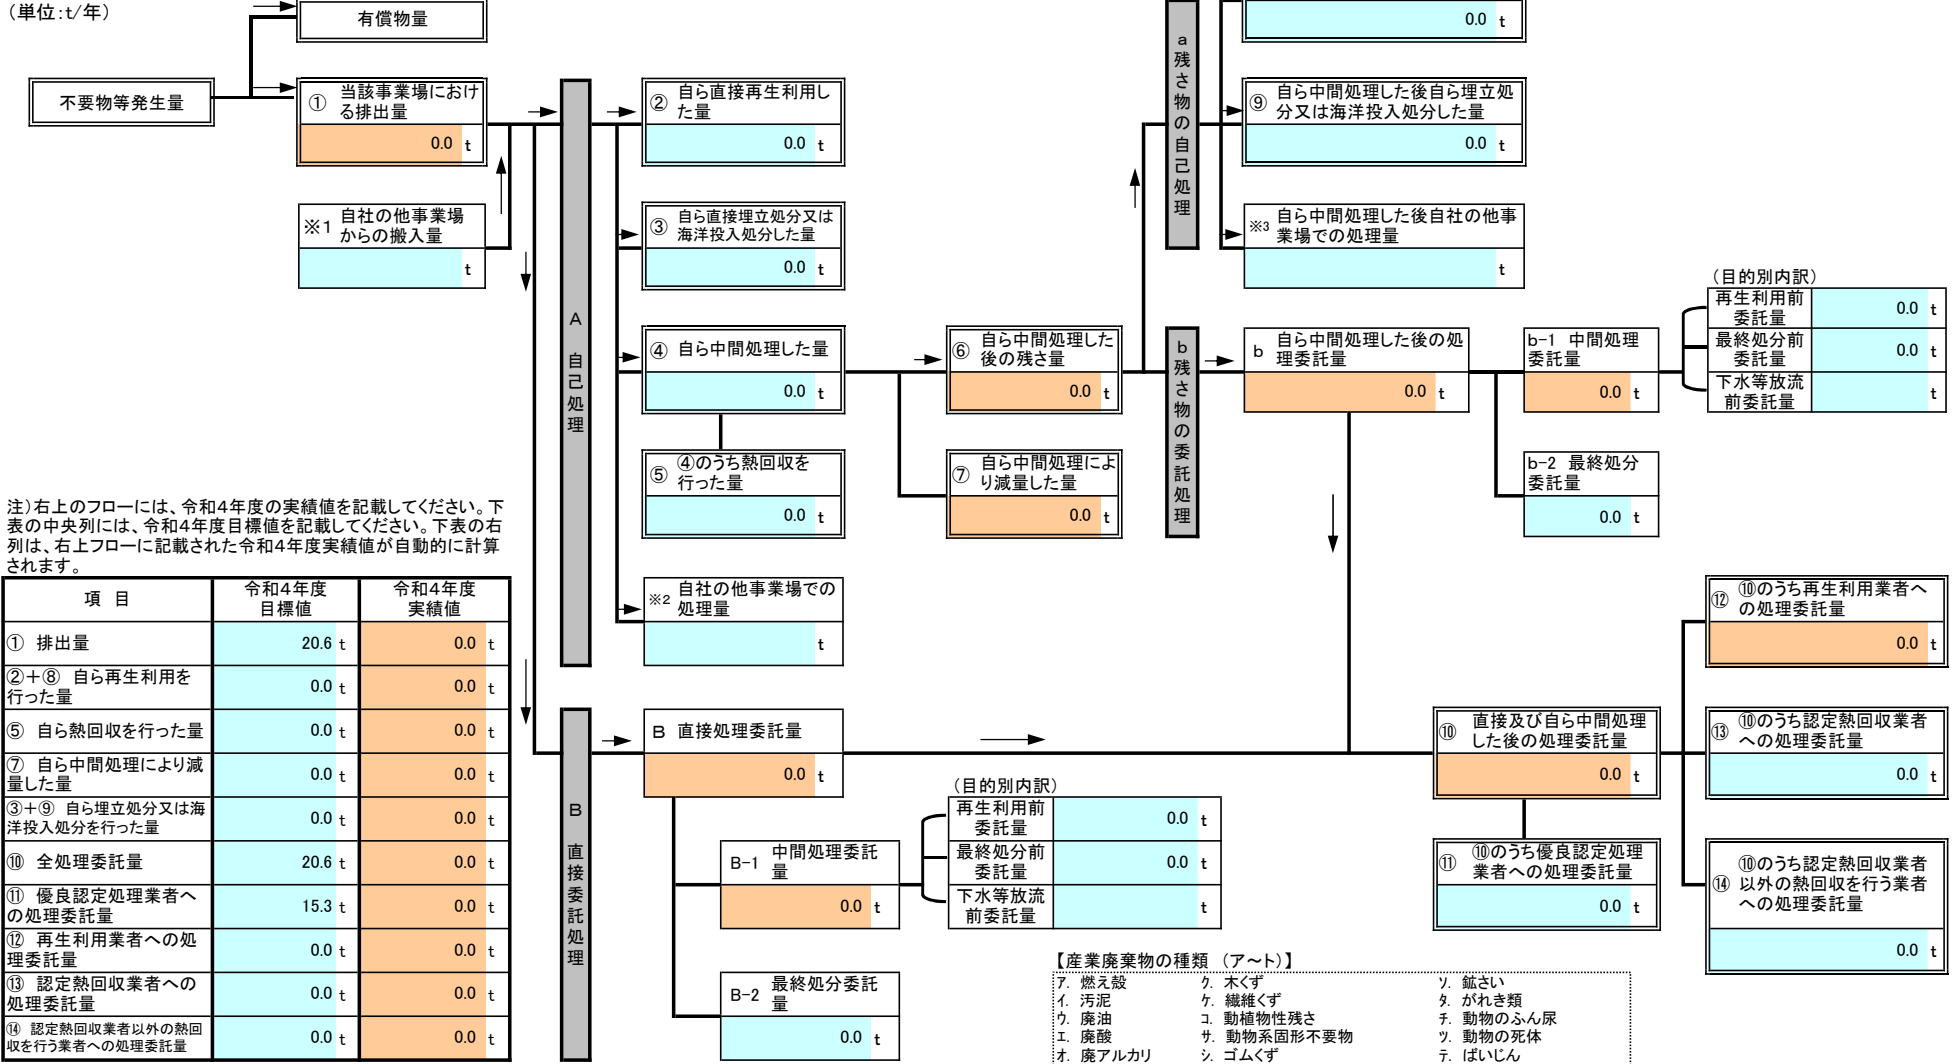 （単位:t/年）
有償物量
不要物等発生量
① 当該事業場におけ
る排出量
0.0 t
※1 自社の他事業場
からの搬入量
t
A
自
己
処
理
② 自ら直接再生利用し
た量
0.0 t
③ 自ら直接埋立処分又は
海洋投入処分した量
0.0 t
④ 自ら中間処理した量
0.0 t
⑤ ④のうち熱回収を
行った量
0.0 t
※2 自社の他事業場での
処理量
t
⑥ 自ら中間処理した
後の残さ量
0.0 t
⑦ 自ら中間処理によ
り減量した量
0.0 t
a
残
さ
物
の
自
己
処
理
0.0 t
⑨ 自ら中間処理した後自ら埋立処
分又は海洋投入処分した量
0.0 t
※3 自ら中間処理した後自社の他事
業場での処理量
t
b
残
さ
物
の
委
託
処
理
b 自ら中間処理した後の処
理委託量
0.0 t
b-1 中間処理
委託量
0.0 t
b-2 最終処分
委託量
0.0 t
（目的別内訳）
再生利用前
委託量 0.0 t
最終処分前
委託量 0.0 t
下水等放流
前委託量 t
注）右上のフローには、令和４年度の実績値を記載してください。下
表の中央列には、令和４年度目標値を記載してください。下表の右
列は、右上フローに記載された令和４年度実績値が自動的に計算
されます。
項 目 令和４年度
目標値 令和４年度
実績値
① 排出量 20.6 t 0.0 t
②+⑧ 自ら再生利用を
行った量 0.0 t 0.0 t
⑤ 自ら熱回収を行った量 0.0 t 0.0 t
⑦ 自ら中間処理により減
量した量 0.0 t 0.0 t
③+⑨ 自ら埋立処分又は海
洋投入処分を行った量 0.0 t 0.0 t
⑩ 全処理委託量 20.6 t 0.0 t
⑪ 優良認定処理業者へ
の処理委託量 15.3 t 0.0 t
⑫ 再生利用業者への処
理委託量 0.0 t 0.0 t
⑬ 認定熱回収業者への
処理委託量 0.0 t 0.0 t
⑭ 認定熱回収業者以外の熱回
収を行う業者への処理委託量 0.0 t 0.0 t
B
直
接
委
託
処
理
B 直接処理委託量
0.0 t
B-1 中間処理委託
量
0.0 t
B-2 最終処分委託
量
0.0 t
（目的別内訳）
再生利用前
委託量 0.0 t
最終処分前
委託量 0.0 t
下水等放流
前委託量 t
⑩ 直接及び自ら中間処理
した後の処理委託量
0.0 t
⑪ ⑩のうち優良認定処理
業者への処理委託量
0.0 t
⑫ ⑩のうち再生利用業者へ
の処理委託量
0.0 t
⑬ ⑩のうち認定熱回収業者
への処理委託量
0.0 t
⑭ ⑩のうち認定熱回収業者
以外の熱回収を行う業者
への処理委託量
0.0 t
【産業廃棄物の種類 （ア～ト）】
ア. 燃え殻 ク. 木くず ソ. 鉱さい
イ. 汚泥 ケ. 繊維くず タ. がれき類
ウ. 廃油 コ. 動植物性残さ チ. 動物のふん尿
エ. 廃酸 サ. 動物系固形不要物 ツ. 動物の死体
オ. 廃アルカリ シ. ゴムくず テ. ばいじん